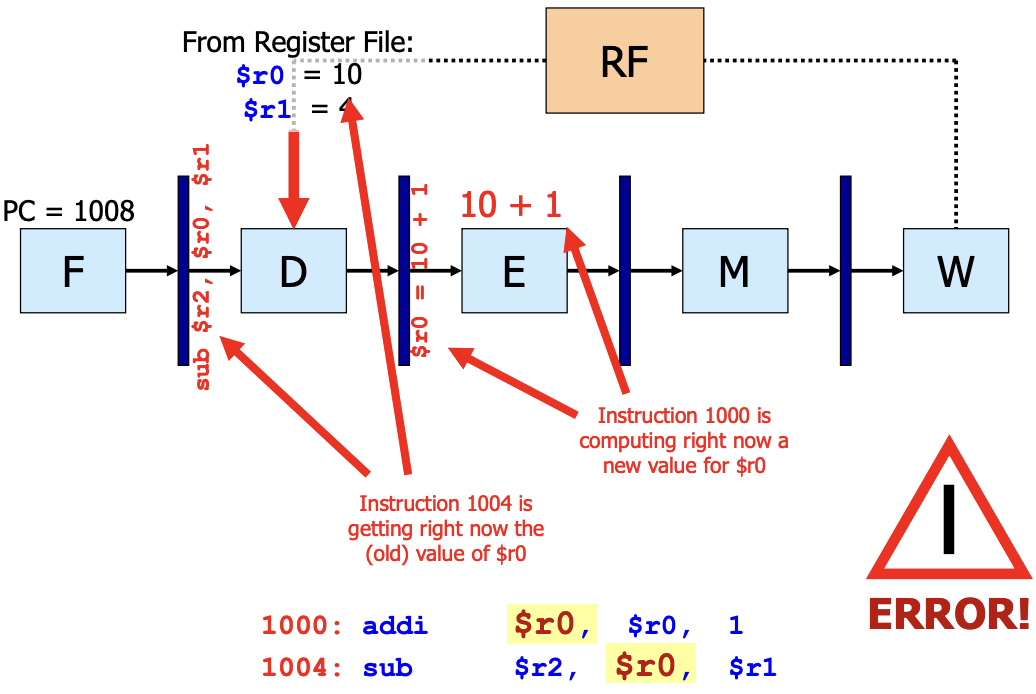 From Register File:
$r0 = 10
$r1 = 4
RF
PC = 1008
sub $r2, $r0, $r1
$r0 = 10 + 1
10 + 1
F
D
E
M
W
Instruction 1000 is
computing right now a
new value for $r0
Instruction 1004 is
getting right now the
(old) value of $r0
ERROR!
1000: addi $r0, $r0, 1
1004: sub $r2, $r0, $r1